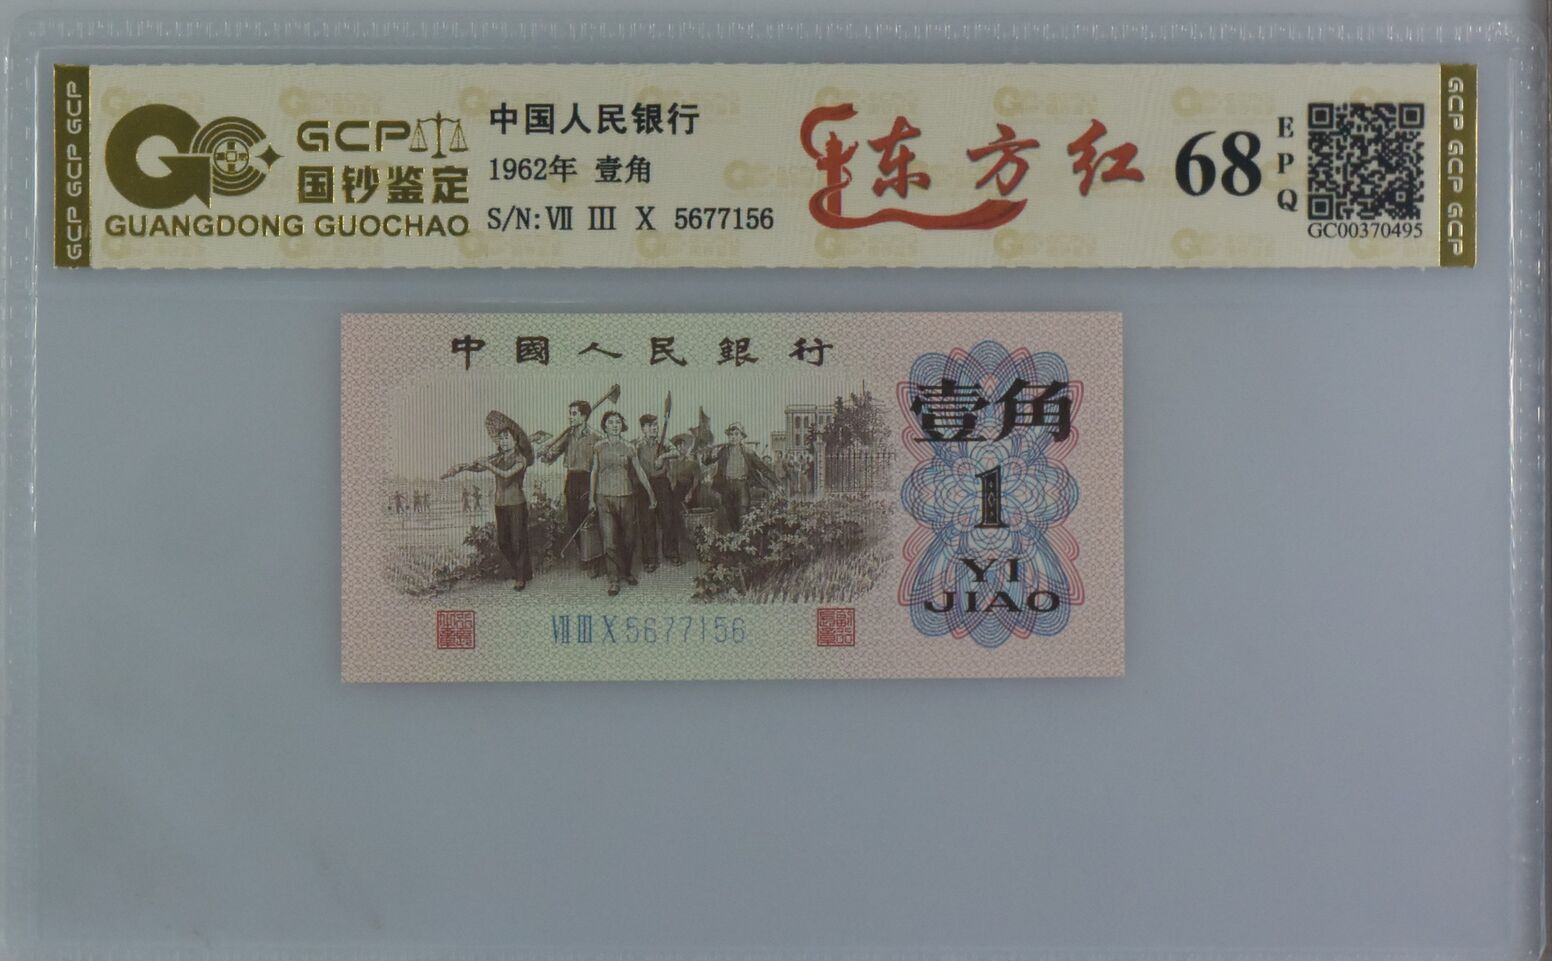 GCP GCP GCP
GCP
国钞鉴定
GUANGDONG GUOCHAO
中国人民银行
1962年 壹角
S/N: Ⅶ Ⅲ Ⅹ 5677156
东方红
68
EPQ
GC00370495
GCP GCP GCP
中國人民銀行
壹角
1
YI
JIAO
ⅦⅢⅩ5677156